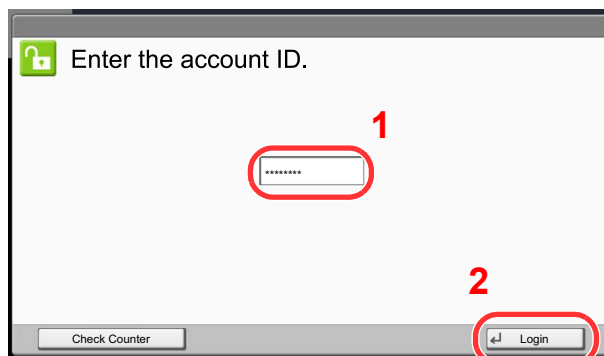 Enter the account ID.
1
********
2
Check Counter
Login